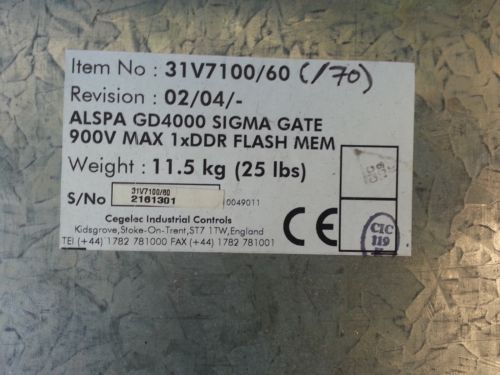 Item No : 31V7100/60 (/70)
Revision : 02/04/-
ALSPA GD4000 SIGMA GATE
900V MAX 1xDDR FLASH MEM
Weight : 11.5 kg (25 lbs)
S/No 31V7100/60
2161301
0049011
Cegelec Industrial Controls
Kidsgrove, Stoke-On-Trent, ST7 1TW, England
Tel (+44) 1782 781000 FAX (+44) 1782 781001
CE
CIC
119